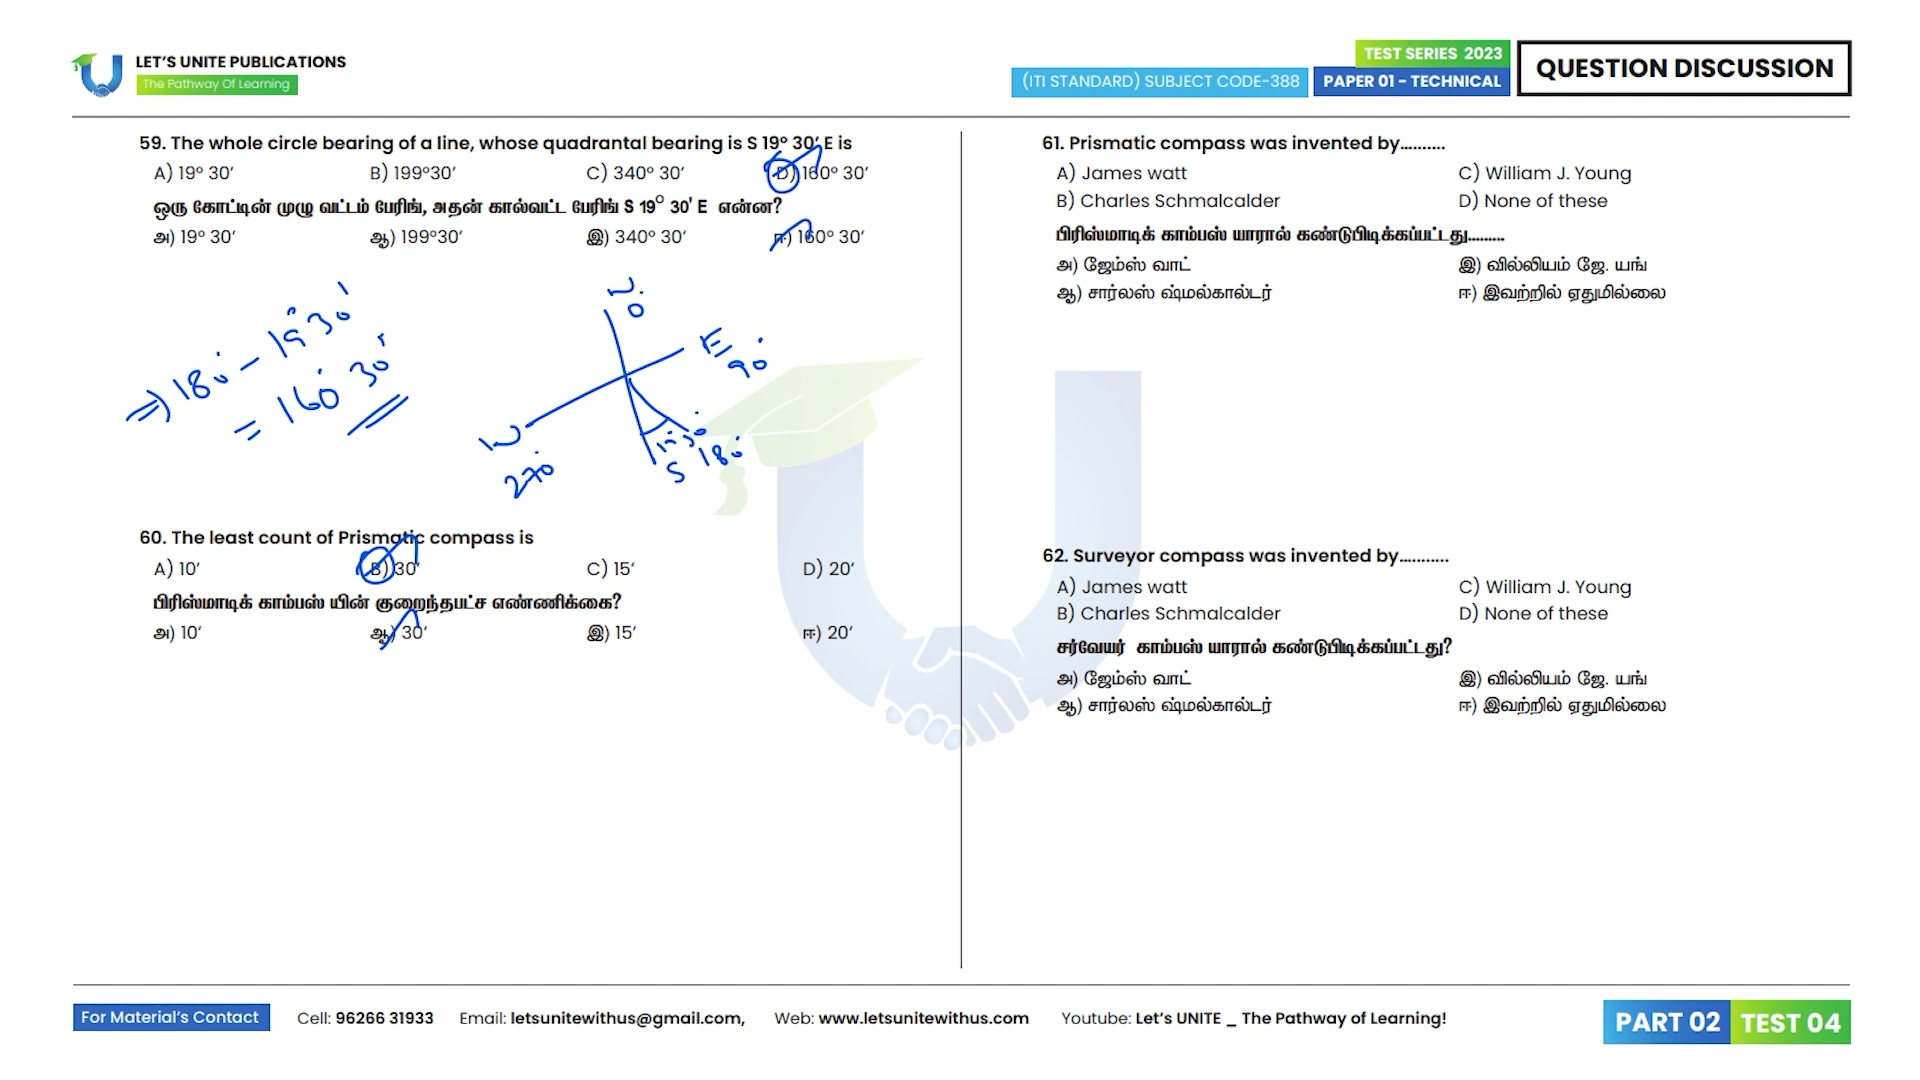 LET'S UNITE PUBLICATIONS
The Pathway Of Learning
TEST SERIES 2023
(ITI STANDARD) SUBJECT CODE-388
PAPER 01 - TECHNICAL
QUESTION DISCUSSION
59. The whole circle bearing of a line, whose quadrantal bearing is S 19° 30' E is
A) 19° 30' B) 199°30' C) 340° 30' D) 160° 30'
ஒரு கோட்டின் முழு வட்டம் பேரிங், அதன் கால்வட்ட பேரிங் S 19° 30' E என்ன?
அ) 19° 30' ஆ) 199°30' இ) 340° 30' ஈ) 160° 30'
⇒ 180° - 19° 30'
= 160° 30'
0
E
90°
W
270°
S 180°
60. The least count of Prismatic compass is
A) 10' B) 30' C) 15' D) 20'
பிரிஸ்மாடிக் காம்பஸ் யின் குறைந்தபட்ச எண்ணிக்கை?
அ) 10' ஆ) 30' இ) 15' ஈ) 20'
61. Prismatic compass was invented by..........
A) James watt C) William J. Young
B) Charles Schmalcalder D) None of these
பிரிஸ்மாடிக் காம்பஸ் யாரால் கண்டுபிடிக்கப்பட்டது.........
அ) ஜேம்ஸ் வாட் இ) வில்லியம் ஜே. யங்
ஆ) சார்லஸ் ஷ்மல்கால்டர் ஈ) இவற்றில் ஏதுமில்லை
62. Surveyor compass was invented by...........
A) James watt C) William J. Young
B) Charles Schmalcalder D) None of these
சர்வேயர் காம்பஸ் யாரால் கண்டுபிடிக்கப்பட்டது?
அ) ஜேம்ஸ் வாட் இ) வில்லியம் ஜே. யங்
ஆ) சார்லஸ் ஷ்மல்கால்டர் ஈ) இவற்றில் ஏதுமில்லை
For Material's Contact Cell: 96266 31933 Email: letsunitewithus@gmail.com, Web: www.letsunitewithus.com Youtube: Let's UNITE _ The Pathway of Learning!
PART 02 TEST 04